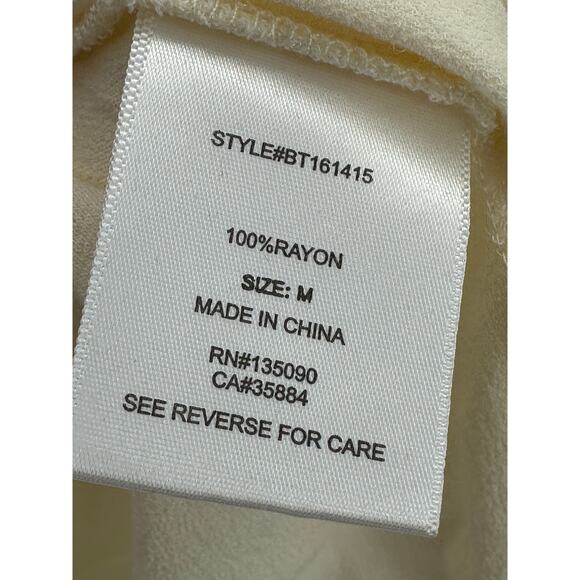 STYLE#BT161415
100%RAYON
SIZE: M
MADE IN CHINA
RN#135090
CA#35884
SEE REVERSE FOR CARE